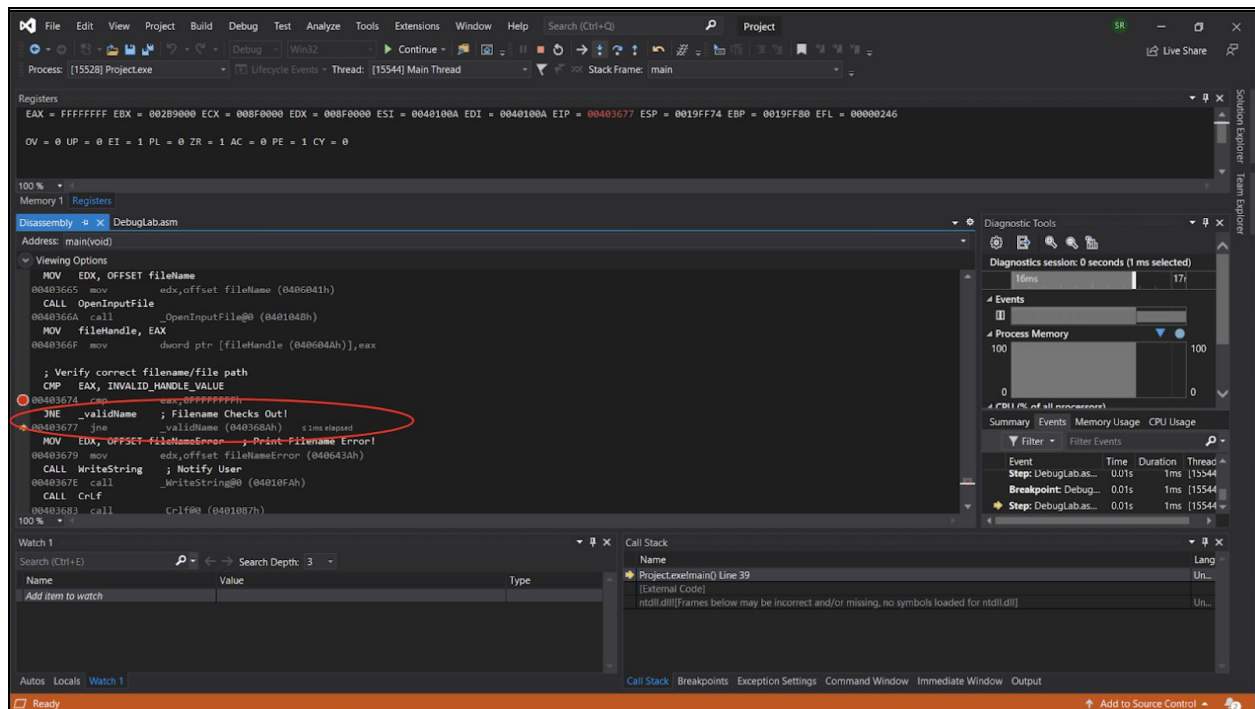 File Edit View Project Build Debug Test Analyze Tools Extensions Window Help Search (Ctrl+Q) Project SR
Debug Win32 Continue Live Share
Process: [15528] Project.exe Lifecycle Events Thread: [15544] Main Thread Stack Frame: main
Solution Explorer
Team Explorer
Registers
EAX = FFFFFFFF EBX = 002B9000 ECX = 008F0000 EDX = 008F0000 ESI = 0040100A EDI = 0040100A EIP = 00403677 ESP = 0019FF74 EBP = 0019FF80 EFL = 00000246
OV = 0 UP = 0 EI = 1 PL = 0 ZR = 1 AC = 0 PE = 1 CY = 0
100 %
Memory 1 Registers
Disassembly DebugLab.asm
Address: main(void)
Viewing Options
MOV EDX, OFFSET fileName
00403665 mov edx,offset fileName (0406041h)
CALL OpenInputFile
0040366A call _OpenInputFile@0 (040104Bh)
MOV fileHandle, EAX
0040366F mov dword ptr [fileHandle (040604Ah)],eax
; Verify correct filename/file path
CMP EAX, INVALID_HANDLE_VALUE
00403674 cmp eax,0FFFFFFFFh
JNE _validName ; Filename Checks Out!
00403677 jne _validName (040368Ah) ≤ 1ms elapsed
MOV EDX, OFFSET fileNameError ; Print Filename Error!
00403679 mov edx,offset fileNameError (040643Ah)
CALL WriteString ; Notify User
0040367E call _WriteString@0 (04010FAh)
CALL CrLf
00403683 call Crlf@0 (0401087h)
100 %
Diagnostic Tools
Diagnostics session: 0 seconds (1 ms selected)
16ms 17
Events
Process Memory
100 100
0 0
CPU (% of all processors)
Summary Events Memory Usage CPU Usage
Filter Filter Events
Event Time Duration Thread
Step: DebugLab.as... 0.01s 1ms [15544
Breakpoint: Debug... 0.01s 1ms [15544
Step: DebugLab.as... 0.01s 1ms [15544
Watch 1
Search (Ctrl+E) Search Depth: 3
Name Value Type
Add item to watch
Autos Locals Watch 1
Call Stack
Name Lang
Project.exe!main() Line 39 Un...
[External Code]
ntdll.dll![Frames below may be incorrect and/or missing, no symbols loaded for ntdll.dll] Un...
Call Stack Breakpoints Exception Settings Command Window Immediate Window Output
Ready Add to Source Control 2